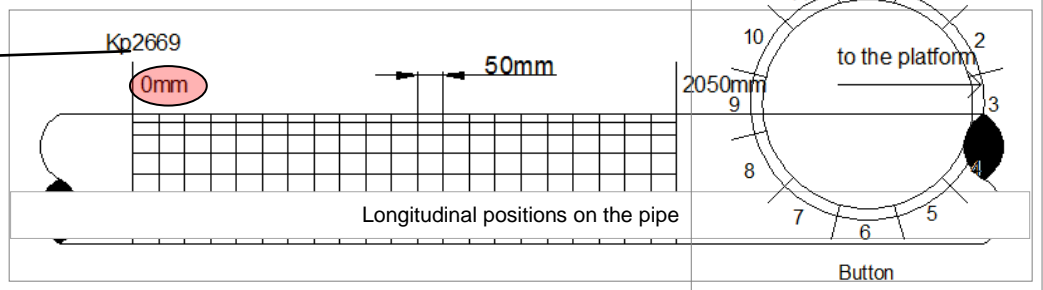 Kp2669
0mm
50mm
2050mm
to the platform
10
2
9
3
8
4
7
6
5
Longitudinal positions on the pipe
Button